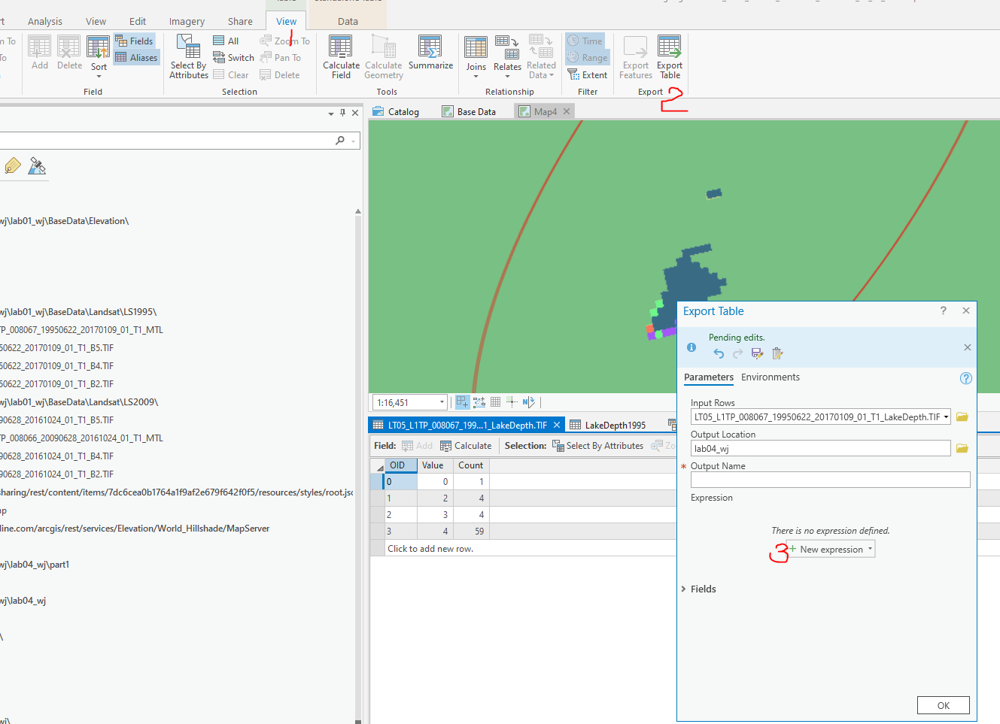 Analysis View Edit Imagery Share View Data
1
Add Delete Sort Fields Aliases
Field
Select By Attributes All Switch Clear Zoom To Pan To Delete
Selection
Calculate Field Calculate Geometry Summarize
Tools
Joins Relates Related Data
Relationship
Time Range Extent
Filter
Export Features Export Table
Export
2
Catalog Base Data Map4
wj\lab01_wj\BaseData\Elevation\
wj\lab01_wj\BaseData\Landsat\LS1995\
TP_008067_19950622_20170109_01_T1_MTL
50622_20170109_01_T1_B5.TIF
50622_20170109_01_T1_B4.TIF
50622_20170109_01_T1_B2.TIF
wj\lab01_wj\BaseData\Landsat\LS2009\
90628_20161024_01_T1_B5.TIF
TP_008066_20090628_20161024_01_T1_MTL
90628_20161024_01_T1_B4.TIF
90628_20161024_01_T1_B2.TIF
sharing/rest/content/items/7dc6cea0b1764a1f9af2e679f642f0f5/resources/styles/root.jso
np
line.com/arcgis/rest/services/Elevation/World_Hillshade/MapServer
wj\lab04_wj\part1
wj\lab04_wj
\
wj\
1:16,451
LT05_L1TP_008067_199...1_LakeDepth.TIF LakeDepth1995
Field: Add Calculate Selection: Select By Attributes Zo
OID Value Count
0 0 1
1 2 4
2 3 4
3 4 59
Click to add new row.
Export Table ?
Pending edits.
Parameters Environments
Input Rows
LT05_L1TP_008067_19950622_20170109_01_T1_LakeDepth.TIF
Output Location
lab04_wj
* Output Name
Expression
There is no expression defined.
3 + New expression
Fields
OK